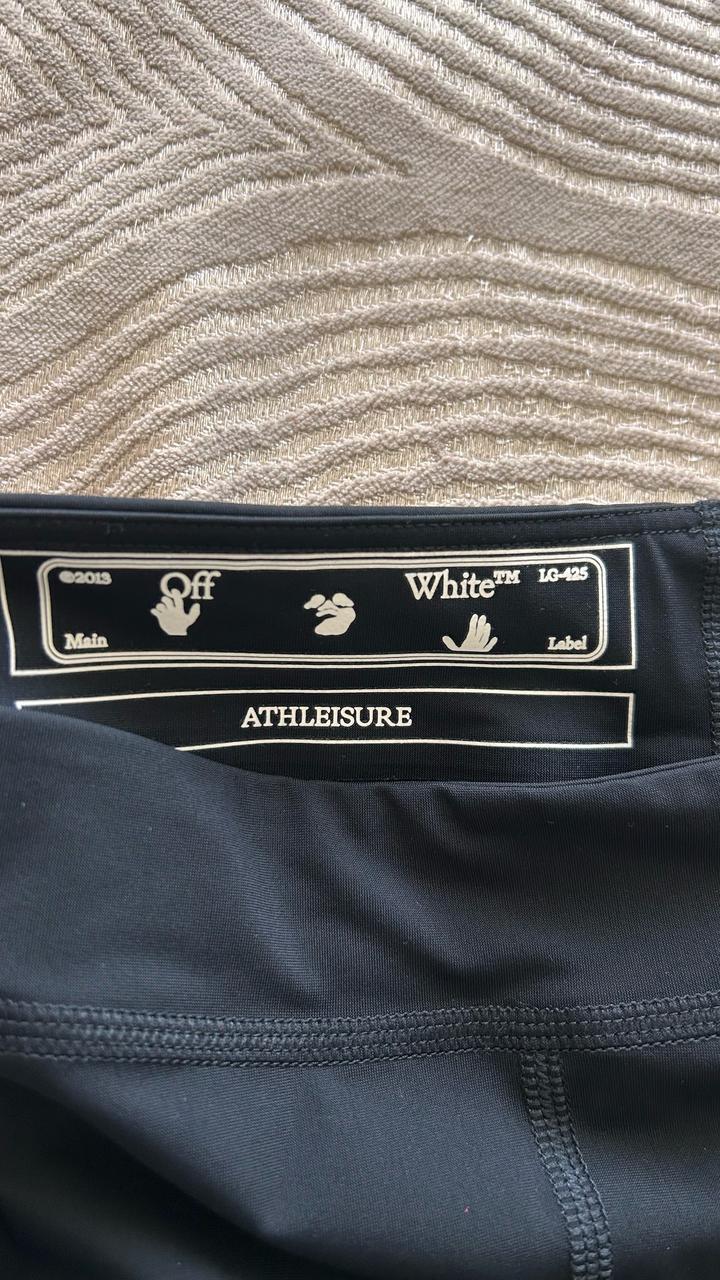 ©2013 Off White™ LG-425
Main Label
ATHLEISURE